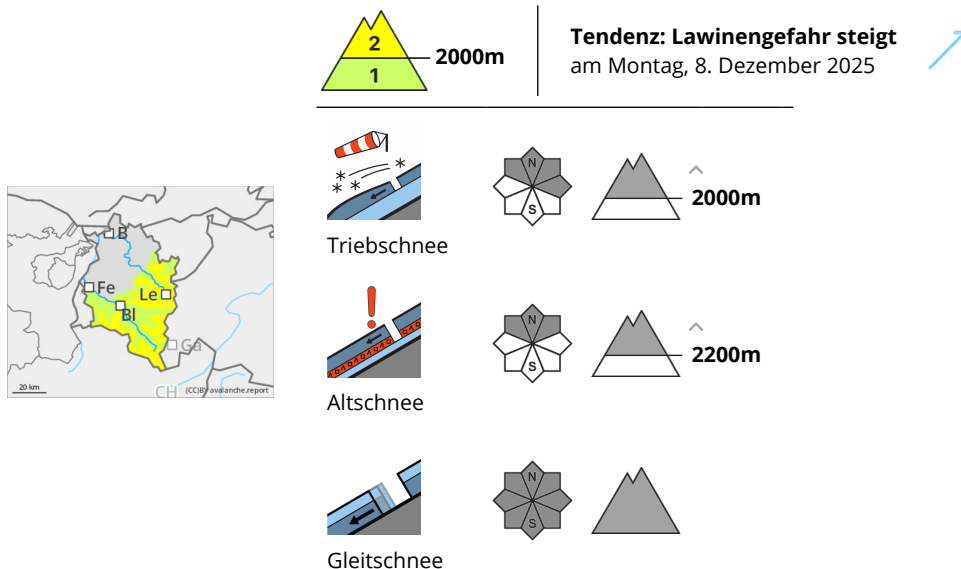 2
1
2000m
Tendenz: Lawinengefahr steigt
am Montag, 8. Dezember 2025
N
S
2000m
Triebschnee
B
Fe
Le
Bl
Ga
20 km
CH
(CC)BY avalanche.report
N
S
2200m
Altschnee
N
S
Gleitschnee